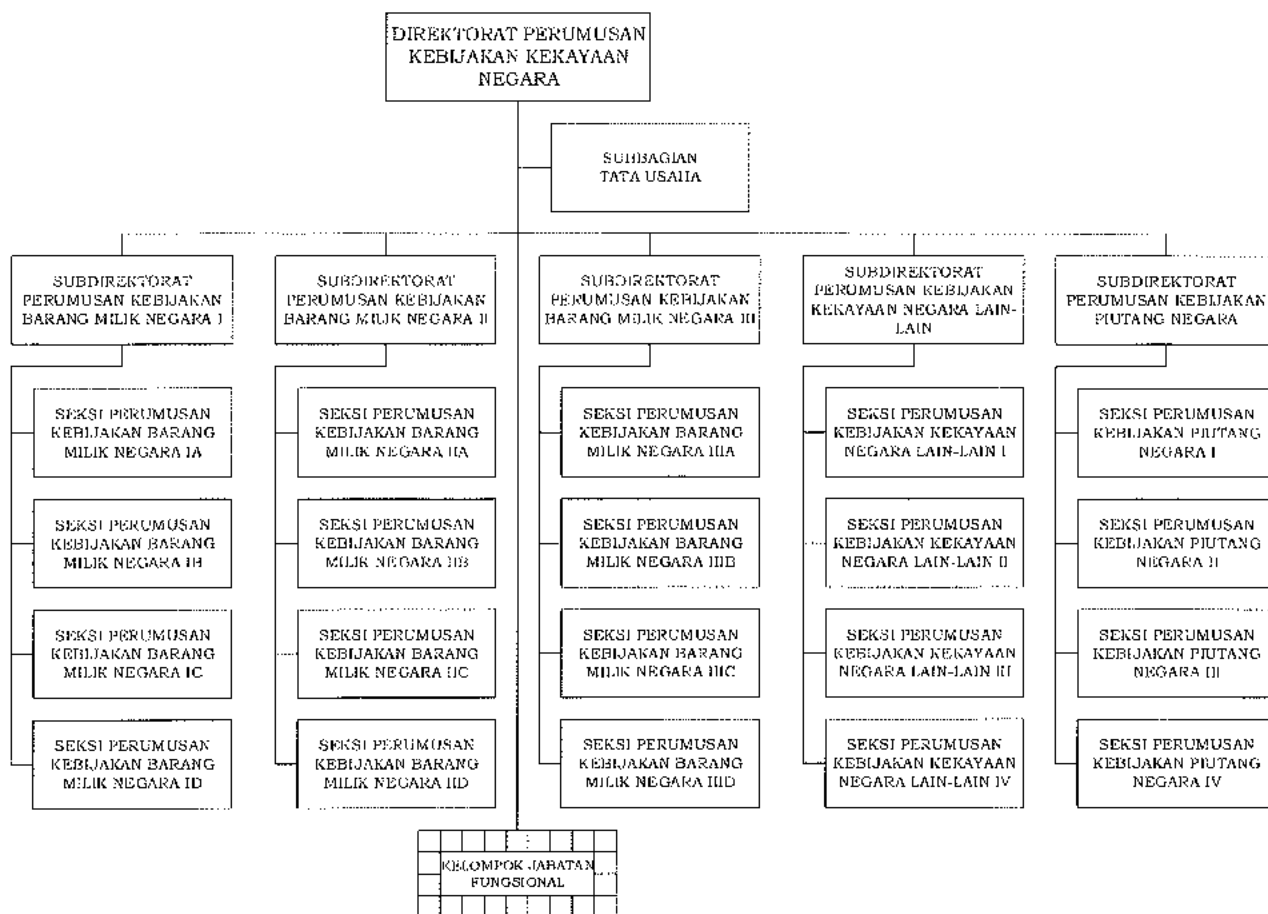 DIREKTORAT PERUMUSAN
KEBIJAKAN KEKAYAAN
NEGARA
SUBBAGIAN
TATA USAHA
SUBDIREKTORAT
PERUMUSAN KEBIJAKAN
BARANG MILIK NEGARA I
SUBDIREKTORAT
PERUMUSAN KEBIJAKAN
BARANG MILIK NEGARA II
SUBDIREKTORAT
PERUMUSAN KEBIJAKAN
BARANG MILIK NEGARA III
SUBDIREKTORAT
PERUMUSAN KEBIJAKAN
KEKAYAAN NEGARA LAIN-
LAIN
SUBDIREKTORAT
PERUMUSAN KEBIJAKAN
PIUTANG NEGARA
SEKSI PERUMUSAN
KEBIJAKAN BARANG
MILIK NEGARA IA
SEKSI PERUMUSAN
KEBIJAKAN BARANG
MILIK NEGARA IIA
SEKSI PERUMUSAN
KEBIJAKAN BARANG
MILIK NEGARA IIIA
SEKSI PERUMUSAN
KEBIJAKAN KEKAYAAN
NEGARA LAIN-LAIN I
SEKSI PERUMUSAN
KEBIJAKAN PIUTANG
NEGARA I
SEKSI PERUMUSAN
KEBIJAKAN BARANG
MILIK NEGARA IB
SEKSI PERUMUSAN
KEBIJAKAN BARANG
MILIK NEGARA IIB
SEKSI PERUMUSAN
KEBIJAKAN BARANG
MILIK NEGARA IIIB
SEKSI PERUMUSAN
KEBIJAKAN KEKAYAAN
NEGARA LAIN-LAIN II
SEKSI PERUMUSAN
KEBIJAKAN PIUTANG
NEGARA II
SEKSI PERUMUSAN
KEBIJAKAN BARANG
MILIK NEGARA IC
SEKSI PERUMUSAN
KEBIJAKAN BARANG
MILIK NEGARA IIC
SEKSI PERUMUSAN
KEBIJAKAN BARANG
MILIK NEGARA IIIC
SEKSI PERUMUSAN
KEBIJAKAN KEKAYAAN
NEGARA LAIN-LAIN III
SEKSI PERUMUSAN
KEBIJAKAN PIUTANG
NEGARA III
SEKSI PERUMUSAN
KEBIJAKAN BARANG
MILIK NEGARA ID
SEKSI PERUMUSAN
KEBIJAKAN BARANG
MILIK NEGARA IID
SEKSI PERUMUSAN
KEBIJAKAN BARANG
MILIK NEGARA IIID
SEKSI PERUMUSAN
KEBIJAKAN KEKAYAAN
NEGARA LAIN-LAIN IV
SEKSI PERUMUSAN
KEBIJAKAN PIUTANG
NEGARA IV
KELOMPOK JABATAN
FUNGSIONAL